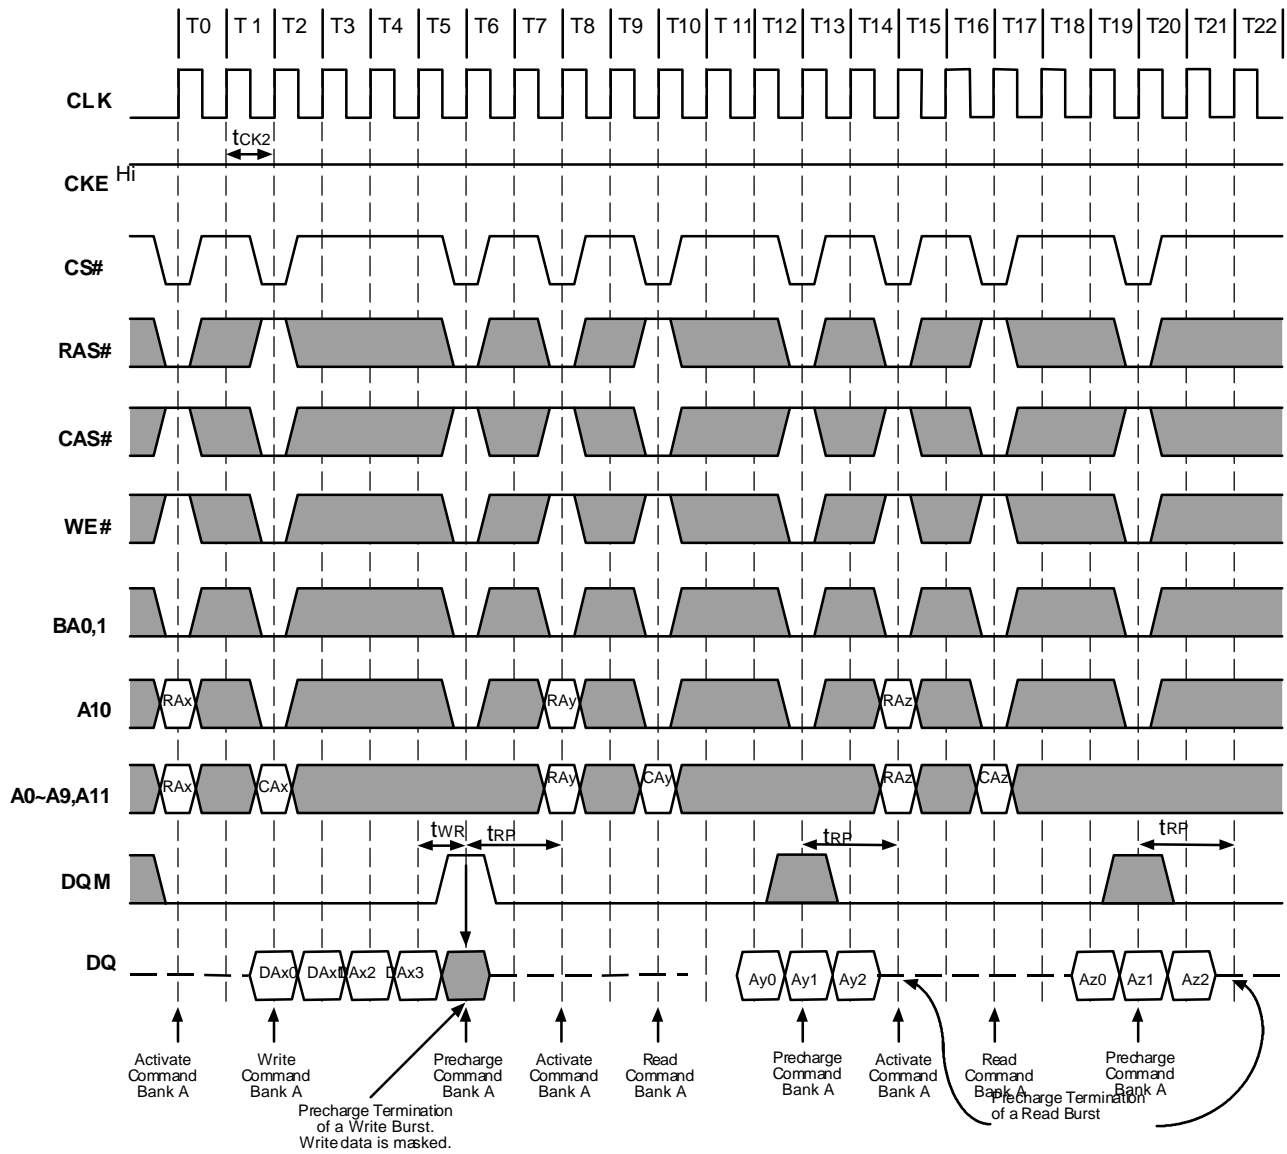 T0 T 1 T2 T3 T4 T5 T6 T7 T8 T9 T10 T 11 T12 T13 T14 T15 T16 T17 T18 T19 T20 T21 T22
CLK
tCK2
CKE Hi
CS#
RAS#
CAS#
WE#
BA0,1
A10 RAx RAy RAz
A0~A9,A11 RAx CAx RAy CAy RAz CAz
tWR tRP tRP tRP
DQM
DQ DAx0 DAx1 DAx2 DAx3 Ay0 Ay1 Ay2 Az0 Az1 Az2
Activate
Command
Bank A
Write
Command
Bank A
Precharge
Command
Bank A
Activate
Command
Bank A
Read
Command
Bank A
Precharge
Command
Bank A
Activate
Command
Bank A
Read
Command
Bank A
Precharge
Command
Bank A
Precharge Termination
of a Write Burst.
Write data is masked.
Precharge Termination
of a Read Burst